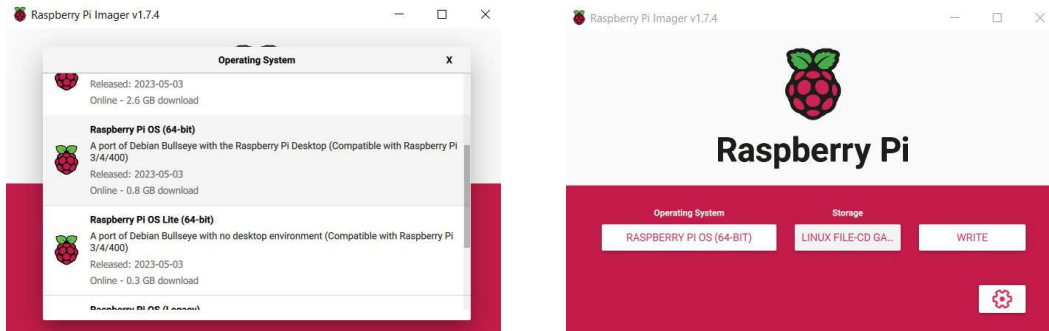 Raspberry Pi Imager v1.7.4
Operating System X
Released: 2023-05-03
Online - 2.6 GB download
Raspberry Pi OS (64-bit)
A port of Debian Bullseye with the Raspberry Pi Desktop (Compatible with Raspberry Pi
3/4/400)
Released: 2023-05-03
Online - 0.8 GB download
Raspberry Pi OS Lite (64-bit)
A port of Debian Bullseye with no desktop environment (Compatible with Raspberry Pi
3/4/400)
Released: 2023-05-03
Online - 0.3 GB download
Raspberry Pi OS (Legacy)
Raspberry Pi Imager v1.7.4
Raspberry Pi
Operating System Storage
RASPBERRY PI OS (64-BIT) LINUX FILE-CD GA... WRITE